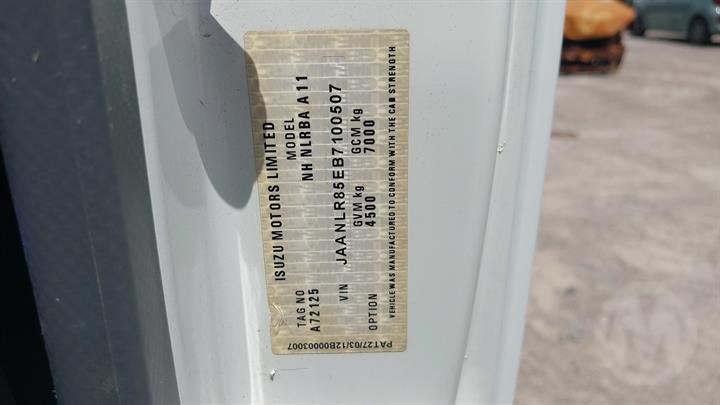 ISUZU MOTORS LIMITED
TAG NO MODEL
A72125 NH NLRBA A11
VIN JAANLR85EB7100507
GVM kg GCM kg
OPTION 4500 7000
VEHICLE WAS MANUFACTURED TO CONFORM WITH THE CAB STRENGTH
PAT27/03/12B00003007
MANHEIM